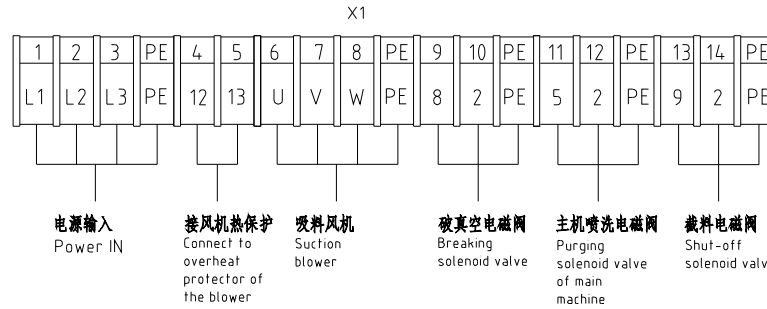 X1
1 2 3 PE 4 5 6 7 8 PE 9 10 PE 11 12 PE 13 14 PE
L1 L2 L3 PE 12 13 U V W PE 8 2 PE 5 2 PE 9 2 PE
电源输入
Power IN
接风机热保护
Connect to
overheat
protector of
the blower
吸料风机
Suction
blower
破真空电磁阀
Breaking
solenoid valve
主机喷洗电磁阀
Purging
solenoid valve
of main
machine
截料电磁阀
Shut-off
solenoid valv